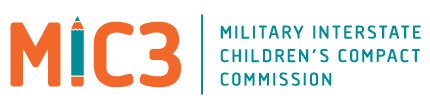 MIC3
MILITARY INTERSTATE
CHILDREN'S COMPACT
COMMISSION